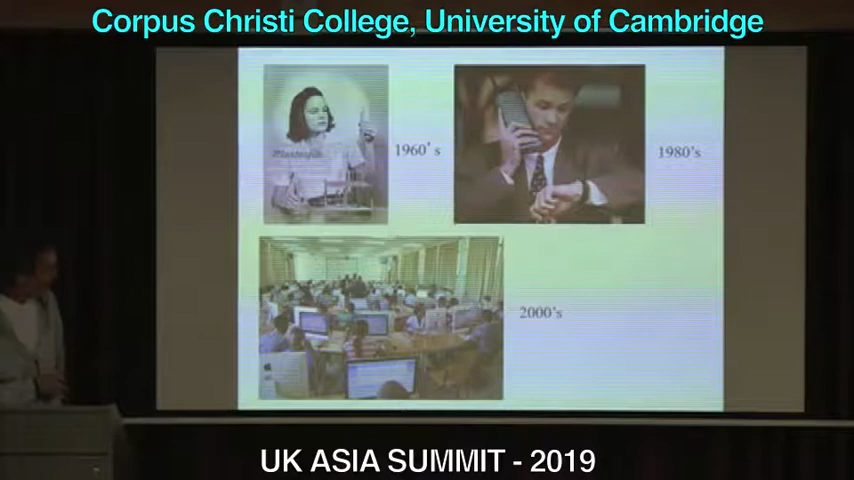 Corpus Christi College, University of Cambridge
1960's
1980's
2000's
UK ASIA SUMMIT - 2019